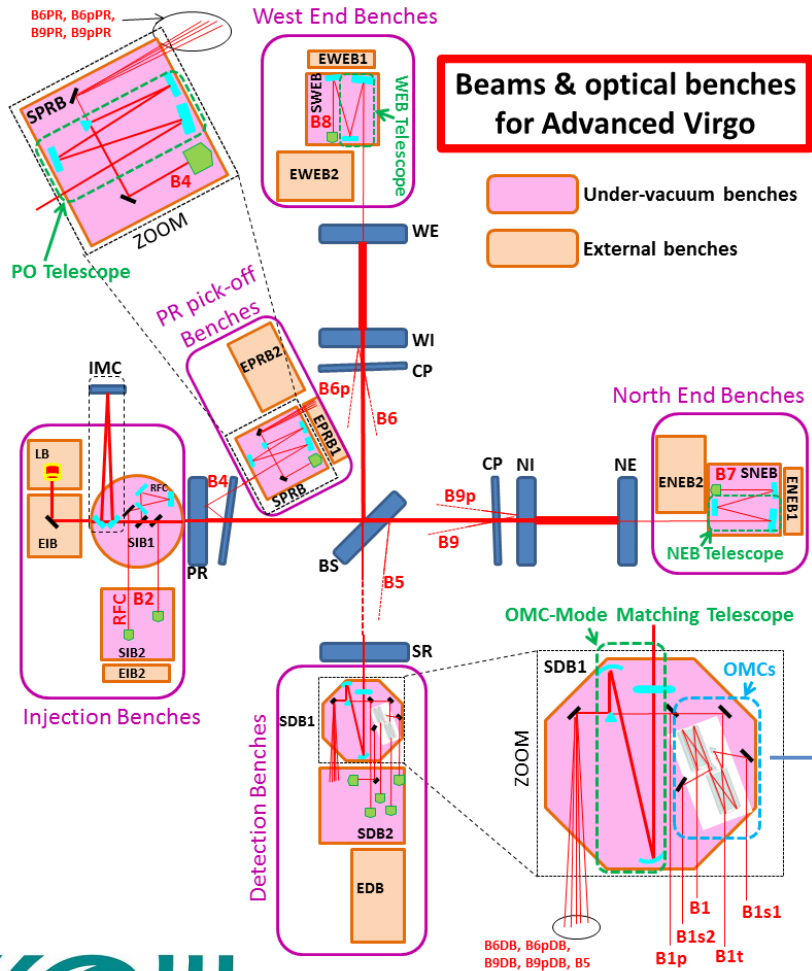 B6PR, B6pPR,
B9PR, B9pPR
West End Benches
Beams & optical benches
for Advanced Virgo
EWEB1
SWEB
B8
WEB Telescope
EWEB2
SPRB
B4
ZOOM
PO Telescope
Under-vacuum benches
External benches
WE
WI
CP
PR pick-off
Benches
EPRB2
B6p
B6
EPRB1
SPRB
B4
IMC
LB
EIB
RFC
SIB1
PR
RFC
B2
SIB2
EIB2
Injection Benches
BS
B5
B9p
B9
CP
NI
NE
North End Benches
ENEB2
B7
SNEB
ENEB1
NEB Telescope
SR
OMC-Mode Matching Telescope
SDB1
SDB2
EDB
Detection Benches
ZOOM
SDB1
OMCs
B6DB, B6pDB,
B9DB, B9pDB, B5
B1p
B1s2
B1
B1t
B1s1